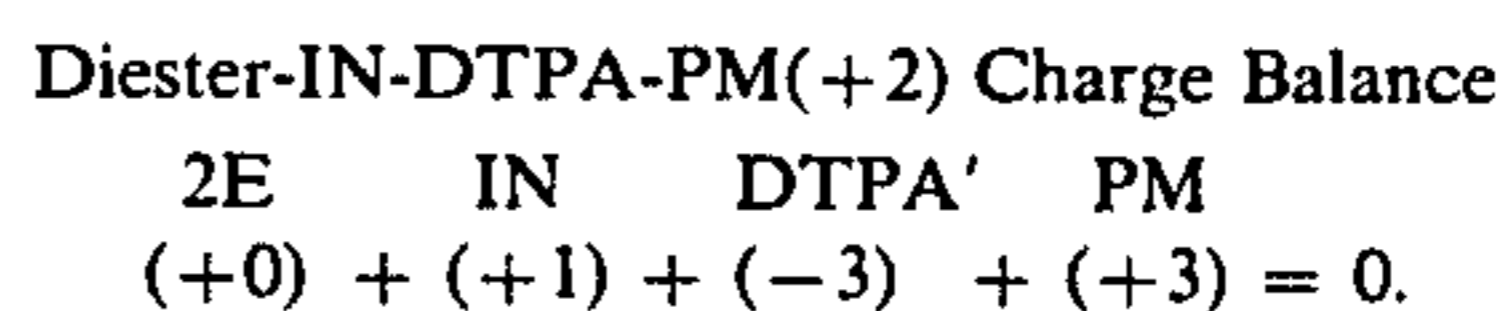 Diester-IN-DTPA-PM(+2) Charge Balance
2E IN DTPA' PM
(+0) + (+1) + (-3) + (+3) = 0.